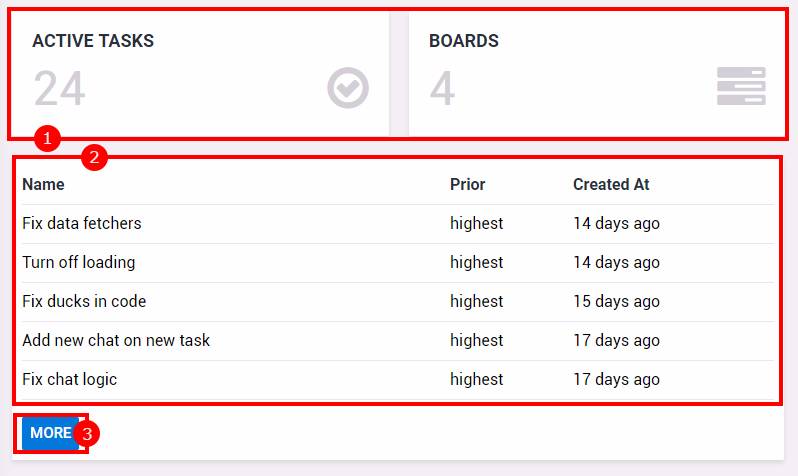 ACTIVE TASKS BOARDS
24 4
1
2
Name Prior Created At
Fix data fetchers highest 14 days ago
Turn off loading highest 14 days ago
Fix ducks in code highest 15 days ago
Add new chat on new task highest 17 days ago
Fix chat logic highest 17 days ago
MORE 3